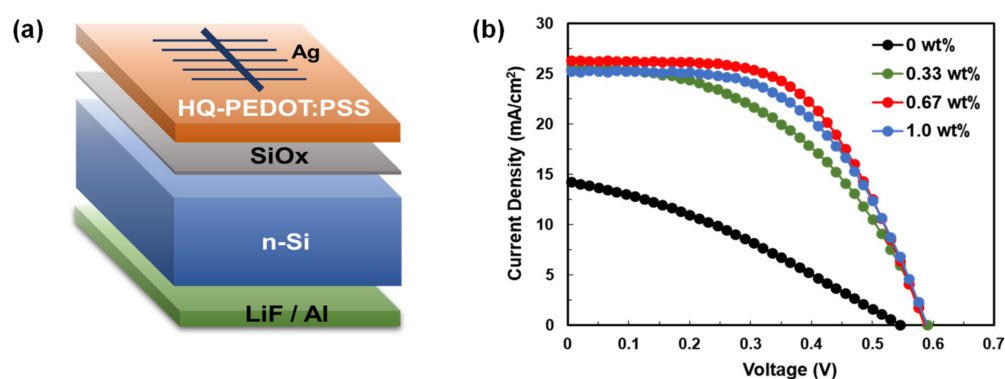 (a)
Ag
HQ-PEDOT:PSS
SiOx
n-Si
LiF / Al
(b)
30
25
20
15
10
5
0
Current Density (mA/cm²)
0 wt%
0.33 wt%
0.67 wt%
1.0 wt%
0 0.1 0.2 0.3 0.4 0.5 0.6 0.7
Voltage (V)